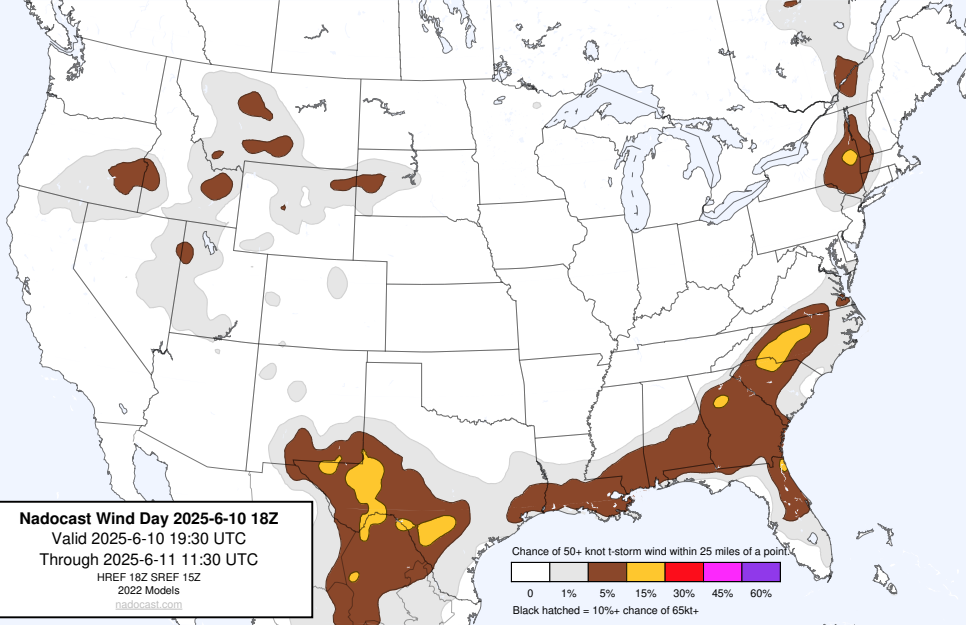 Nadocast Wind Day 2025-6-10 18Z
Valid 2025-6-10 19:30 UTC
Through 2025-6-11 11:30 UTC
HREF 18Z SREF 15Z
2022 Models
nadocast.com
Chance of 50+ knot t-storm wind within 25 miles of a point.
0 1% 5% 15% 30% 45% 60%
Black hatched = 10%+ chance of 65kt+